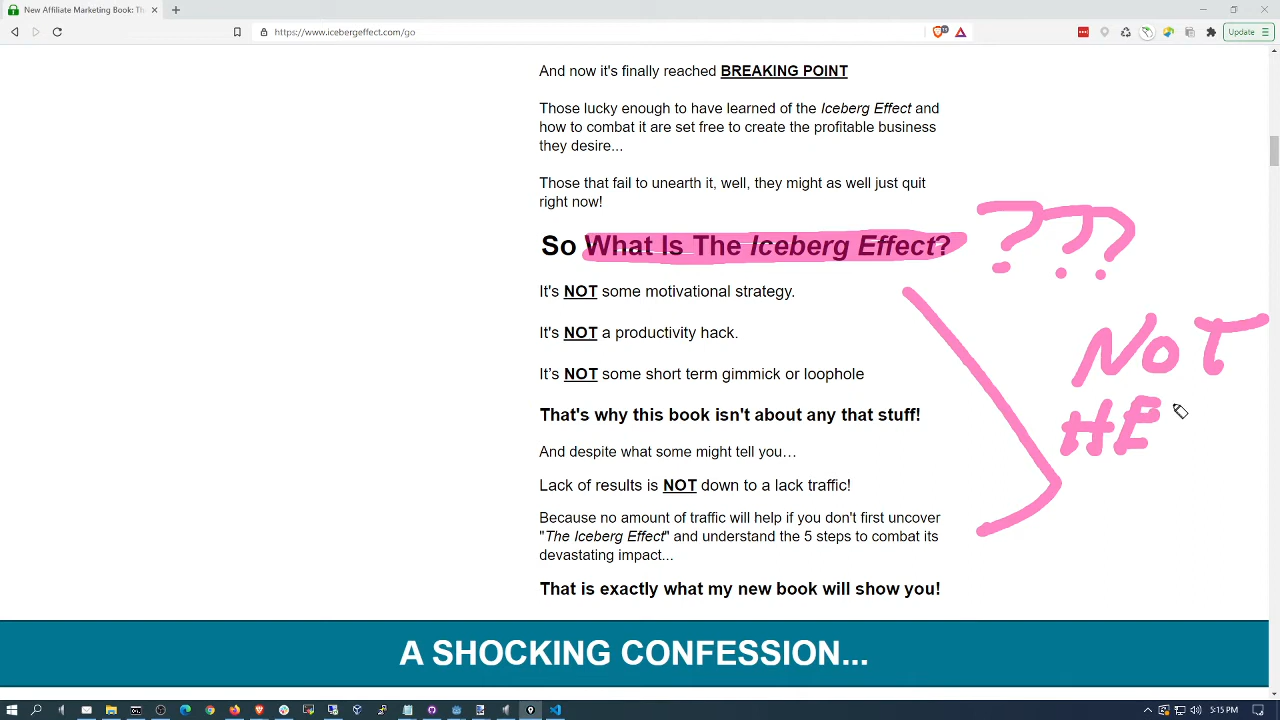 New Affiliate Marketing Book: Th
https://www.icebergeffect.com/go
Update
And now it's finally reached BREAKING POINT
Those lucky enough to have learned of the Iceberg Effect and
how to combat it are set free to create the profitable business
they desire...
Those that fail to unearth it, well, they might as well just quit
right now!
So What Is The Iceberg Effect?
???
It's NOT some motivational strategy.
It's NOT a productivity hack.
It’s NOT some short term gimmick or loophole
NOT
HE
That's why this book isn't about any that stuff!
And despite what some might tell you…
Lack of results is NOT down to a lack traffic!
Because no amount of traffic will help if you don't first uncover
"The Iceberg Effect" and understand the 5 steps to combat its
devastating impact...
That is exactly what my new book will show you!
A SHOCKING CONFESSION...
5:15 PM